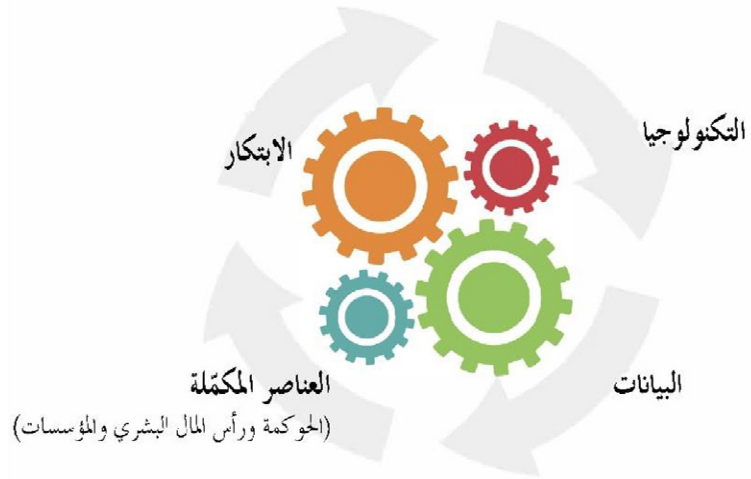 التكنولوجيا
الابتكار
البيانات
العناصر المكمّلة
(الحوكمة ورأس المال البشري والمؤسسات)